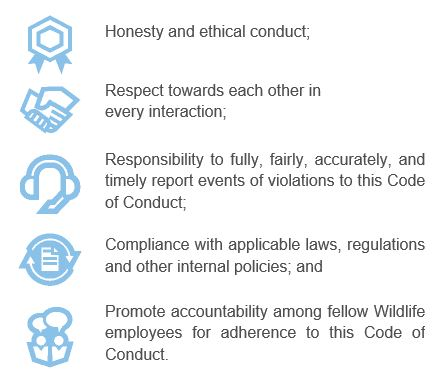 Honesty and ethical conduct;
Respect towards each other in
every interaction;
Responsibility to fully, fairly, accurately, and
timely report events of violations to this Code
of Conduct;
Compliance with applicable laws, regulations
and other internal policies; and
Promote accountability among fellow Wildlife
employees for adherence to this Code of
Conduct.